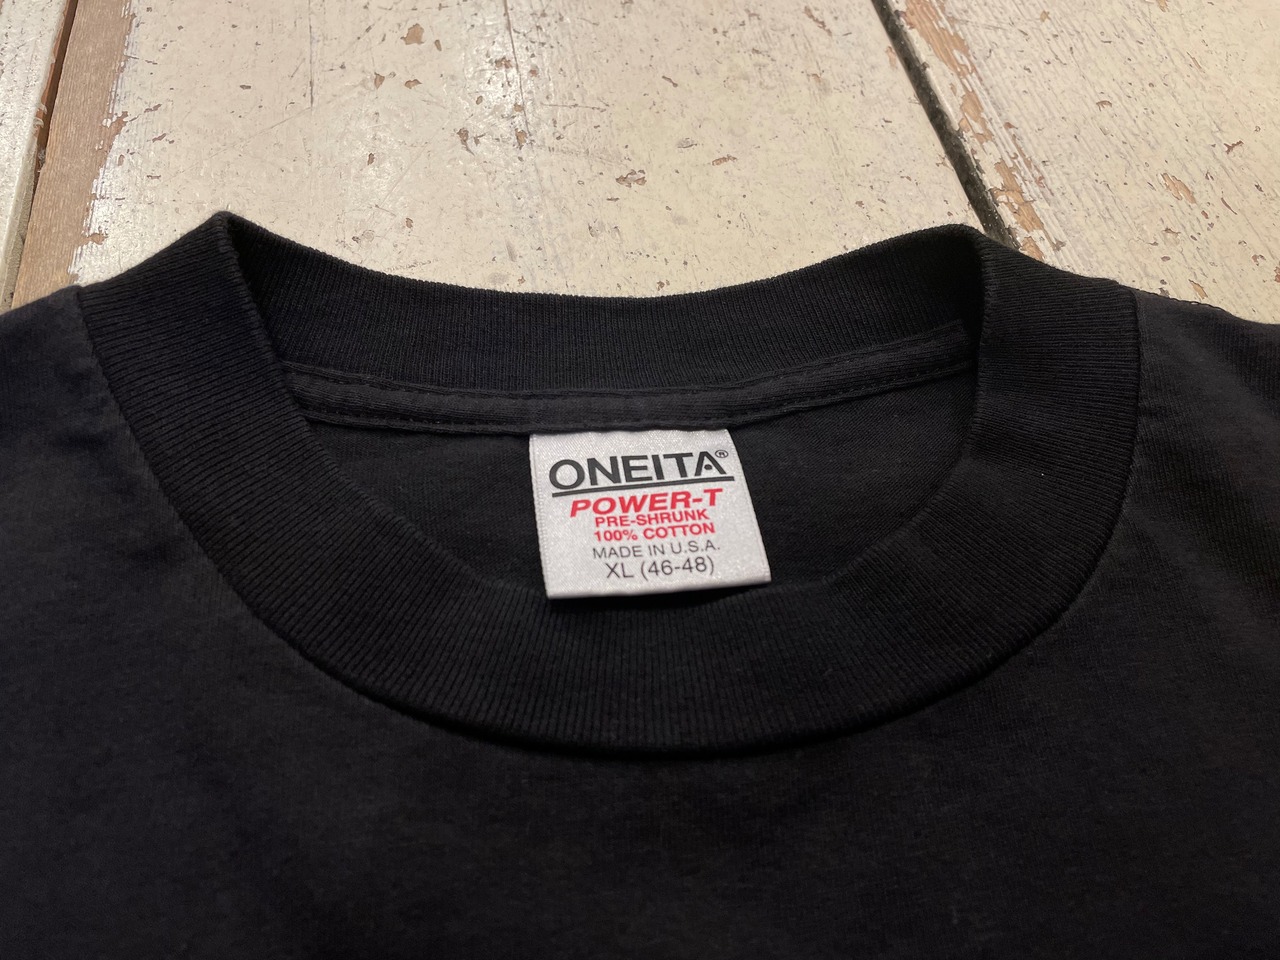 ONEITA®
POWER-T
PRE-SHRUNK
100% COTTON
MADE IN U.S.A.
XL (46-48)